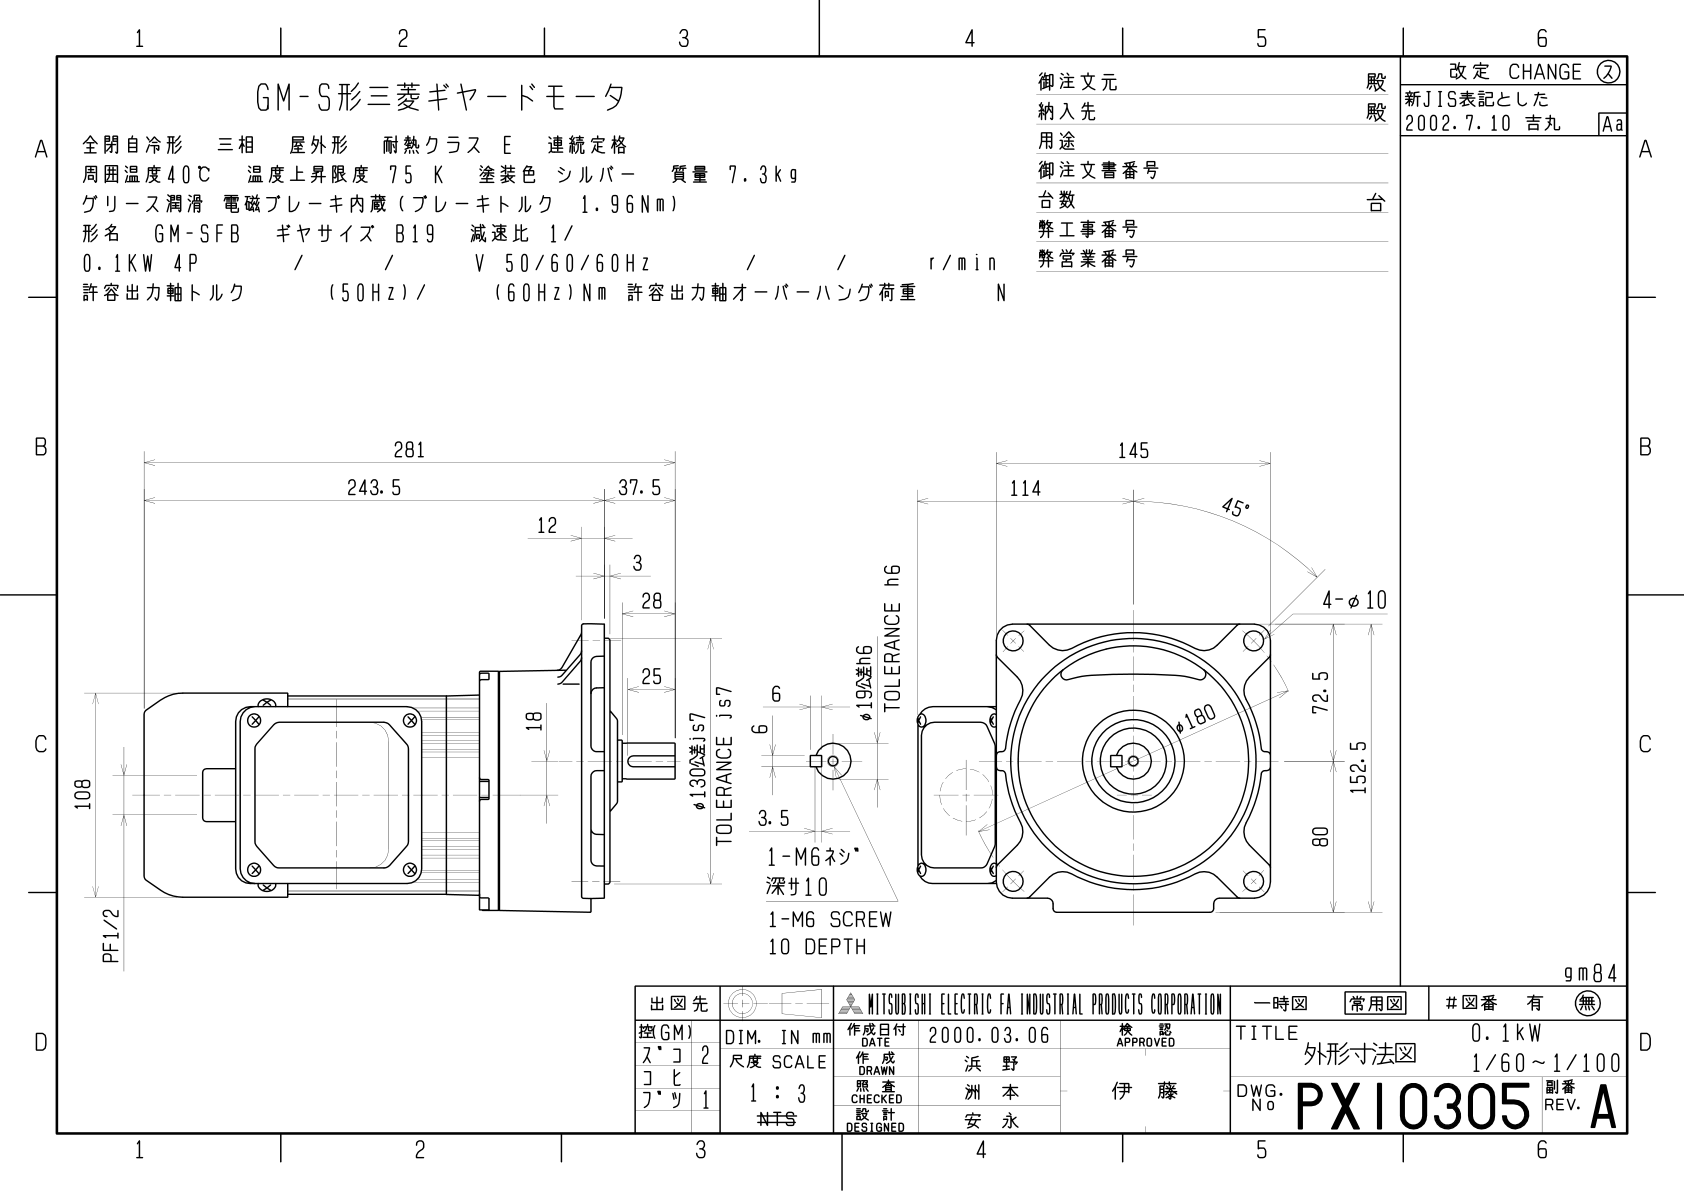 1 2 3 4 5 6
GM-S形三菱ギヤードモータ
全閉自冷形 三相 屋外形 耐熱クラス E 連続定格
周囲温度40℃ 温度上昇限度 75 K 塗装色 シルバー 質量 7.3kg
グリース潤滑 電磁ブレーキ内蔵(ブレーキトルク 1.96Nm)
形名 GM-SFB ギヤサイズ B19 減速比 1/
0.1KW 4P / / V 50/60/60Hz / / r/min
許容出力軸トルク (50Hz)/ (60Hz)Nm 許容出力軸オーバーハング荷重 N
御注文元 殿
納入先 殿
用途
御注文書番号
台数 台
弊工事番号
弊営業番号
改定 CHANGE ス
新JIS表記とした
2002.7.10 吉丸 Aa
A A
B B
C C
D D
281
243.5 37.5
12
3
28
25
18
108
PF1/2
φ130公差js7
TOLERANCE js7
6
6
3.5
φ19公差h6
TOLERANCE h6
1-M6ネジ
深サ10
1-M6 SCREW
10 DEPTH
145
114
45°
4-φ10
φ180
72.5
152.5
80
gm84
出図先
控(GM)
ズコ 2
コヒ
ブツ 1
DIM. IN mm
尺度 SCALE
1 : 3
NTS
MITSUBISHI ELECTRIC FA INDUSTRIAL PRODUCTS CORPORATION
作成日付 DATE 2000.03.06
作成 DRAWN 浜野
照査 CHECKED 洲本
設計 DESIGNED 安永
検認 APPROVED
伊藤
一時図 常用図 #図番 有 無
TITLE 0.1kW
外形寸法図 1/60~1/100
DWG. No PX10305 副番 REV. A
1 2 3 4 5 6